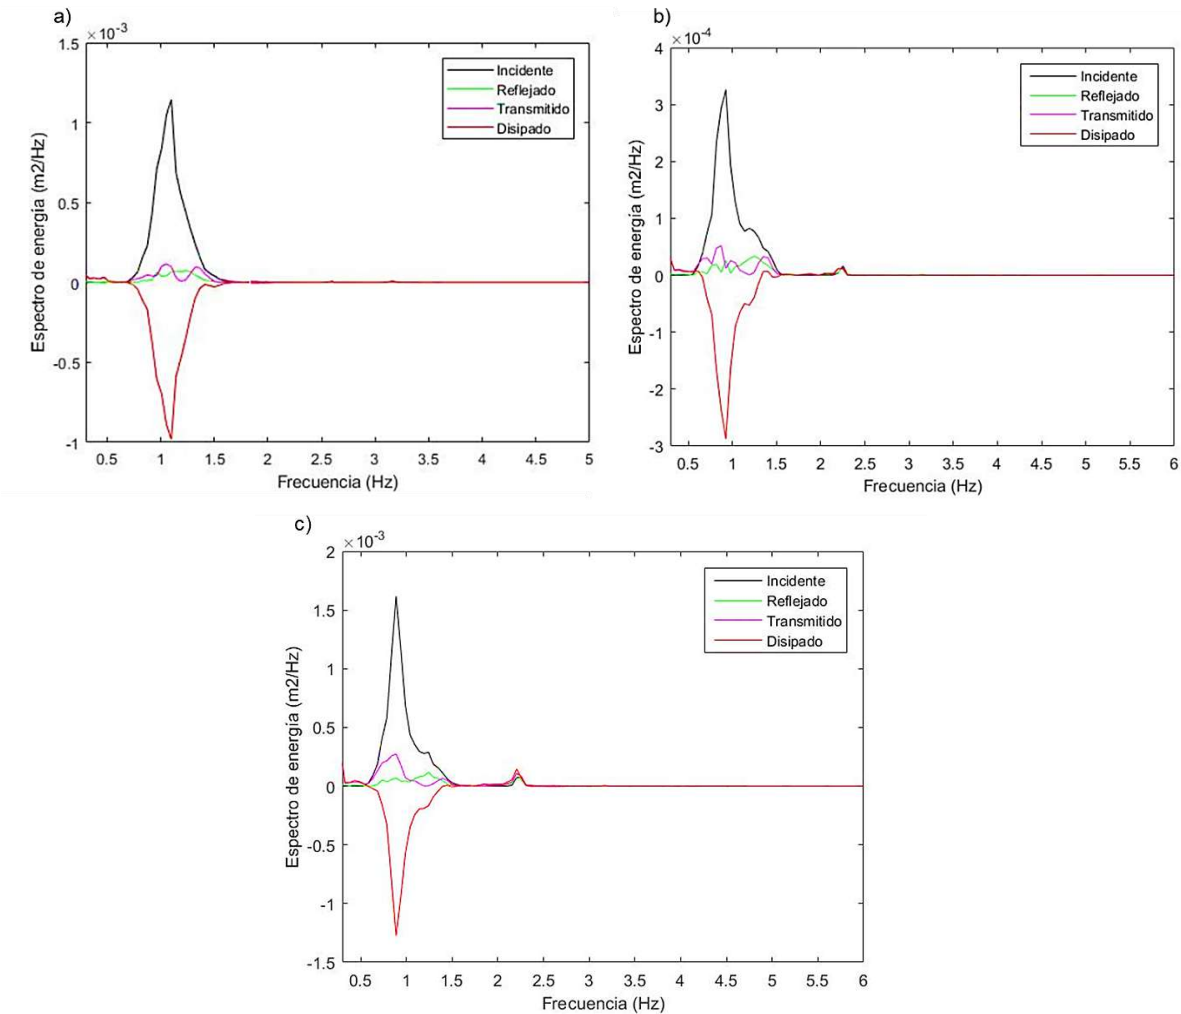 a)
×10-3
1.5
1
0.5
0
-0.5
-1
0.5 1 1.5 2 2.5 3 3.5 4 4.5 5
Espectro de energía (m2/Hz)
Frecuencia (Hz)
Incidente
Reflejado
Transmitido
Disipado
b)
×10-4
4
3
2
1
0
-1
-2
-3
0.5 1 1.5 2 2.5 3 3.5 4 4.5 5 5.5 6
Espectro de energía (m2/Hz)
Frecuencia (Hz)
Incidente
Reflejado
Transmitido
Disipado
c)
×10-3
2
1.5
1
0.5
0
-0.5
-1
-1.5
0.5 1 1.5 2 2.5 3 3.5 4 4.5 5 5.5 6
Espectro de energía (m2/Hz)
Frecuencia (Hz)
Incidente
Reflejado
Transmitido
Disipado